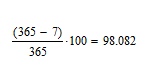 (365 − 7)/365 · 100 = 98.082